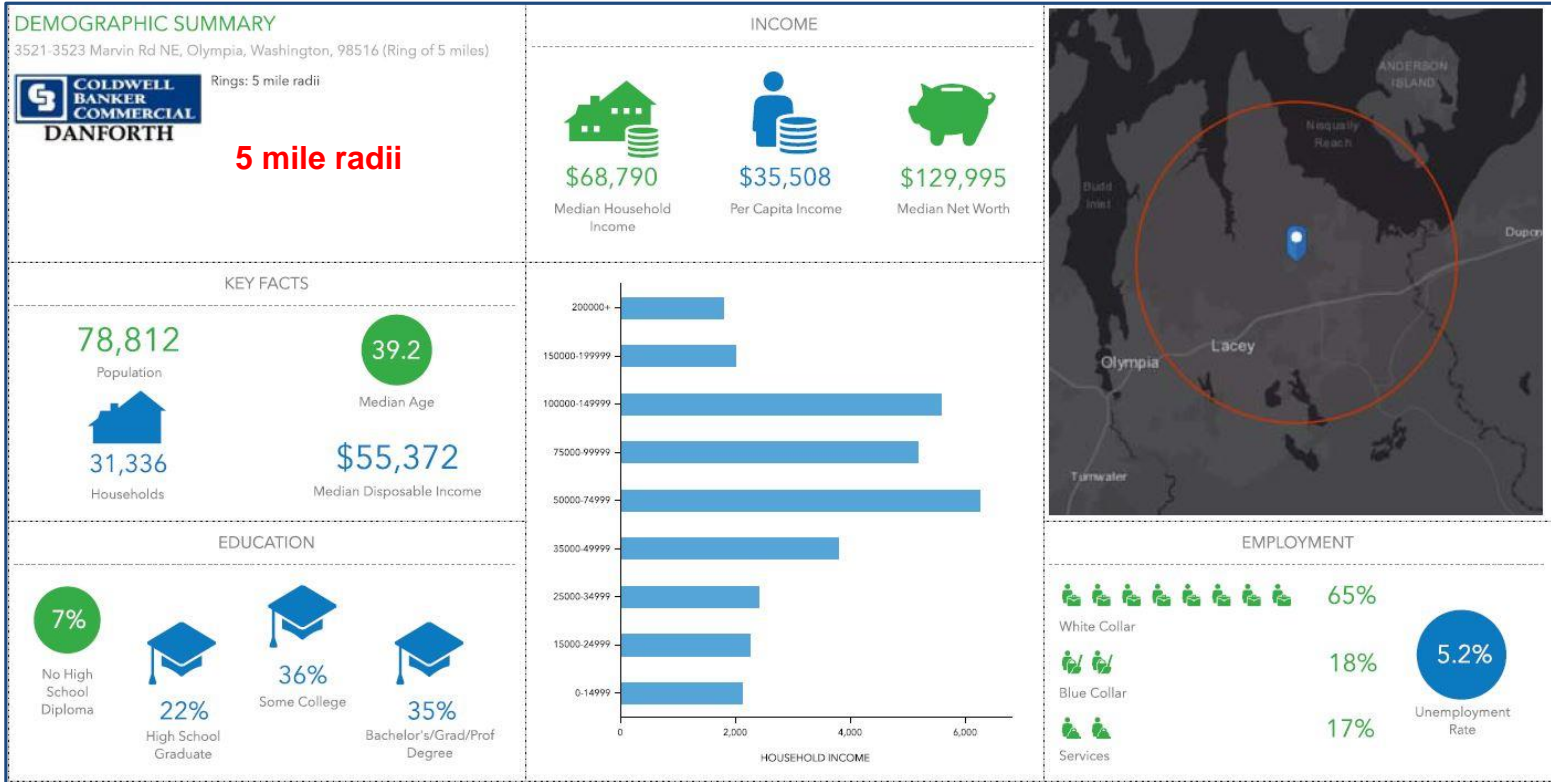 DEMOGRAPHIC SUMMARY
3521-3523 Marvin Rd NE, Olympia, Washington, 98516 (Ring of 5 miles)
CB
COLDWELL
BANKER
COMMERCIAL
DANFORTH
Rings: 5 mile radii
5 mile radii
INCOME
$68,790
Median Household
Income
$35,508
Per Capita Income
$129,995
Median Net Worth
ANDERSON
ISLAND
Nisqually
Reach
Budd
Inlet
Dupon
Lacey
Olympia
Tumwater
KEY FACTS
78,812
Population
39.2
Median Age
31,336
Households
$55,372
Median Disposable Income
200000+
150000-199999
100000-149999
75000-99999
50000-74999
35000-49999
25000-34999
15000-24999
0-14999
0 2,000 4,000 6,000
HOUSEHOLD INCOME
EDUCATION
7%
No High
School
Diploma
22%
High School
Graduate
36%
Some College
35%
Bachelor's/Grad/Prof
Degree
EMPLOYMENT
65%
White Collar
18%
Blue Collar
17%
Services
5.2%
Unemployment
Rate